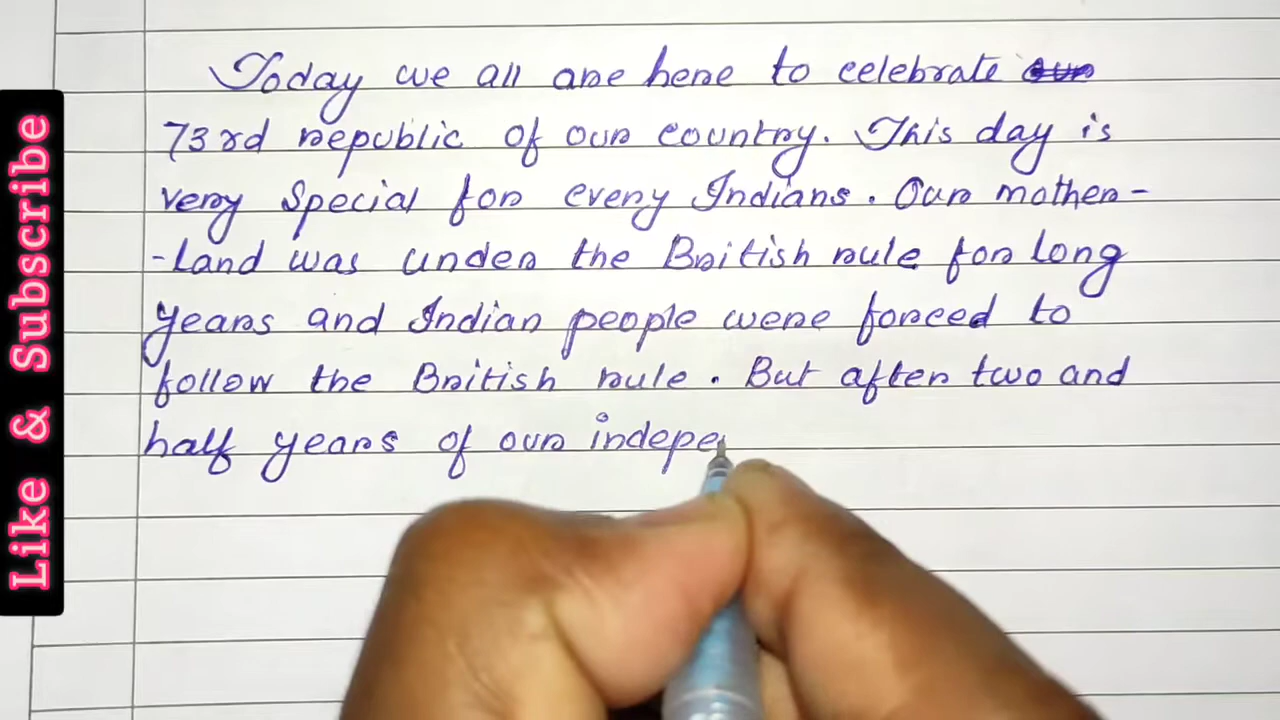 Today we all are here to celebrate
73rd republic of our country. This day is
very Special for every Indians. Our mother-
-Land was under the British rule for long
years and Indian people were forced to
follow the British rule. But after two and
half years of our indepe
Like & Subscribe